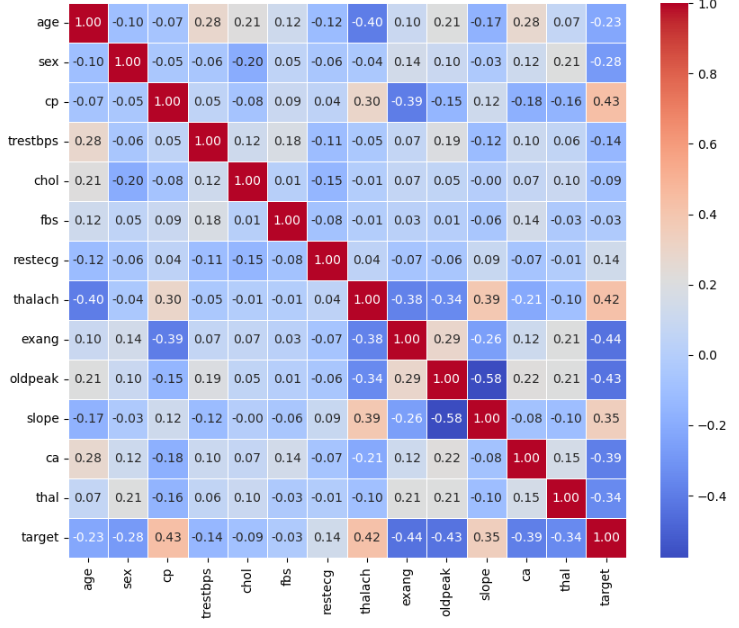 age 1.00 -0.10 -0.07 0.28 0.21 0.12 -0.12 -0.40 0.10 0.21 -0.17 0.28 0.07 -0.23
sex -0.10 1.00 -0.05 -0.06 -0.20 0.05 -0.06 -0.04 0.14 0.10 -0.03 0.12 0.21 -0.28
cp -0.07 -0.05 1.00 0.05 -0.08 0.09 0.04 0.30 -0.39 -0.15 0.12 -0.18 -0.16 0.43
trestbps 0.28 -0.06 0.05 1.00 0.12 0.18 -0.11 -0.05 0.07 0.19 -0.12 0.10 0.06 -0.14
chol 0.21 -0.20 -0.08 0.12 1.00 0.01 -0.15 -0.01 0.07 0.05 -0.00 0.07 0.10 -0.09
fbs 0.12 0.05 0.09 0.18 0.01 1.00 -0.08 -0.01 0.03 0.01 -0.06 0.14 -0.03 -0.03
restecg -0.12 -0.06 0.04 -0.11 -0.15 -0.08 1.00 0.04 -0.07 -0.06 0.09 -0.07 -0.01 0.14
thalach -0.40 -0.04 0.30 -0.05 -0.01 -0.01 0.04 1.00 -0.38 -0.34 0.39 -0.21 -0.10 0.42
exang 0.10 0.14 -0.39 0.07 0.07 0.03 -0.07 -0.38 1.00 0.29 -0.26 0.12 0.21 -0.44
oldpeak 0.21 0.10 -0.15 0.19 0.05 0.01 -0.06 -0.34 0.29 1.00 -0.58 0.22 0.21 -0.43
slope -0.17 -0.03 0.12 -0.12 -0.00 -0.06 0.09 0.39 -0.26 -0.58 1.00 -0.08 -0.10 0.35
ca 0.28 0.12 -0.18 0.10 0.07 0.14 -0.07 -0.21 0.12 0.22 -0.08 1.00 0.15 -0.39
thal 0.07 0.21 -0.16 0.06 0.10 -0.03 -0.01 -0.10 0.21 0.21 -0.10 0.15 1.00 -0.34
target -0.23 -0.28 0.43 -0.14 -0.09 -0.03 0.14 0.42 -0.44 -0.43 0.35 -0.39 -0.34 1.00
age sex cp trestbps chol fbs restecg thalach exang oldpeak slope ca thal target
1.0
0.8
0.6
0.4
0.2
0.0
−0.2
−0.4